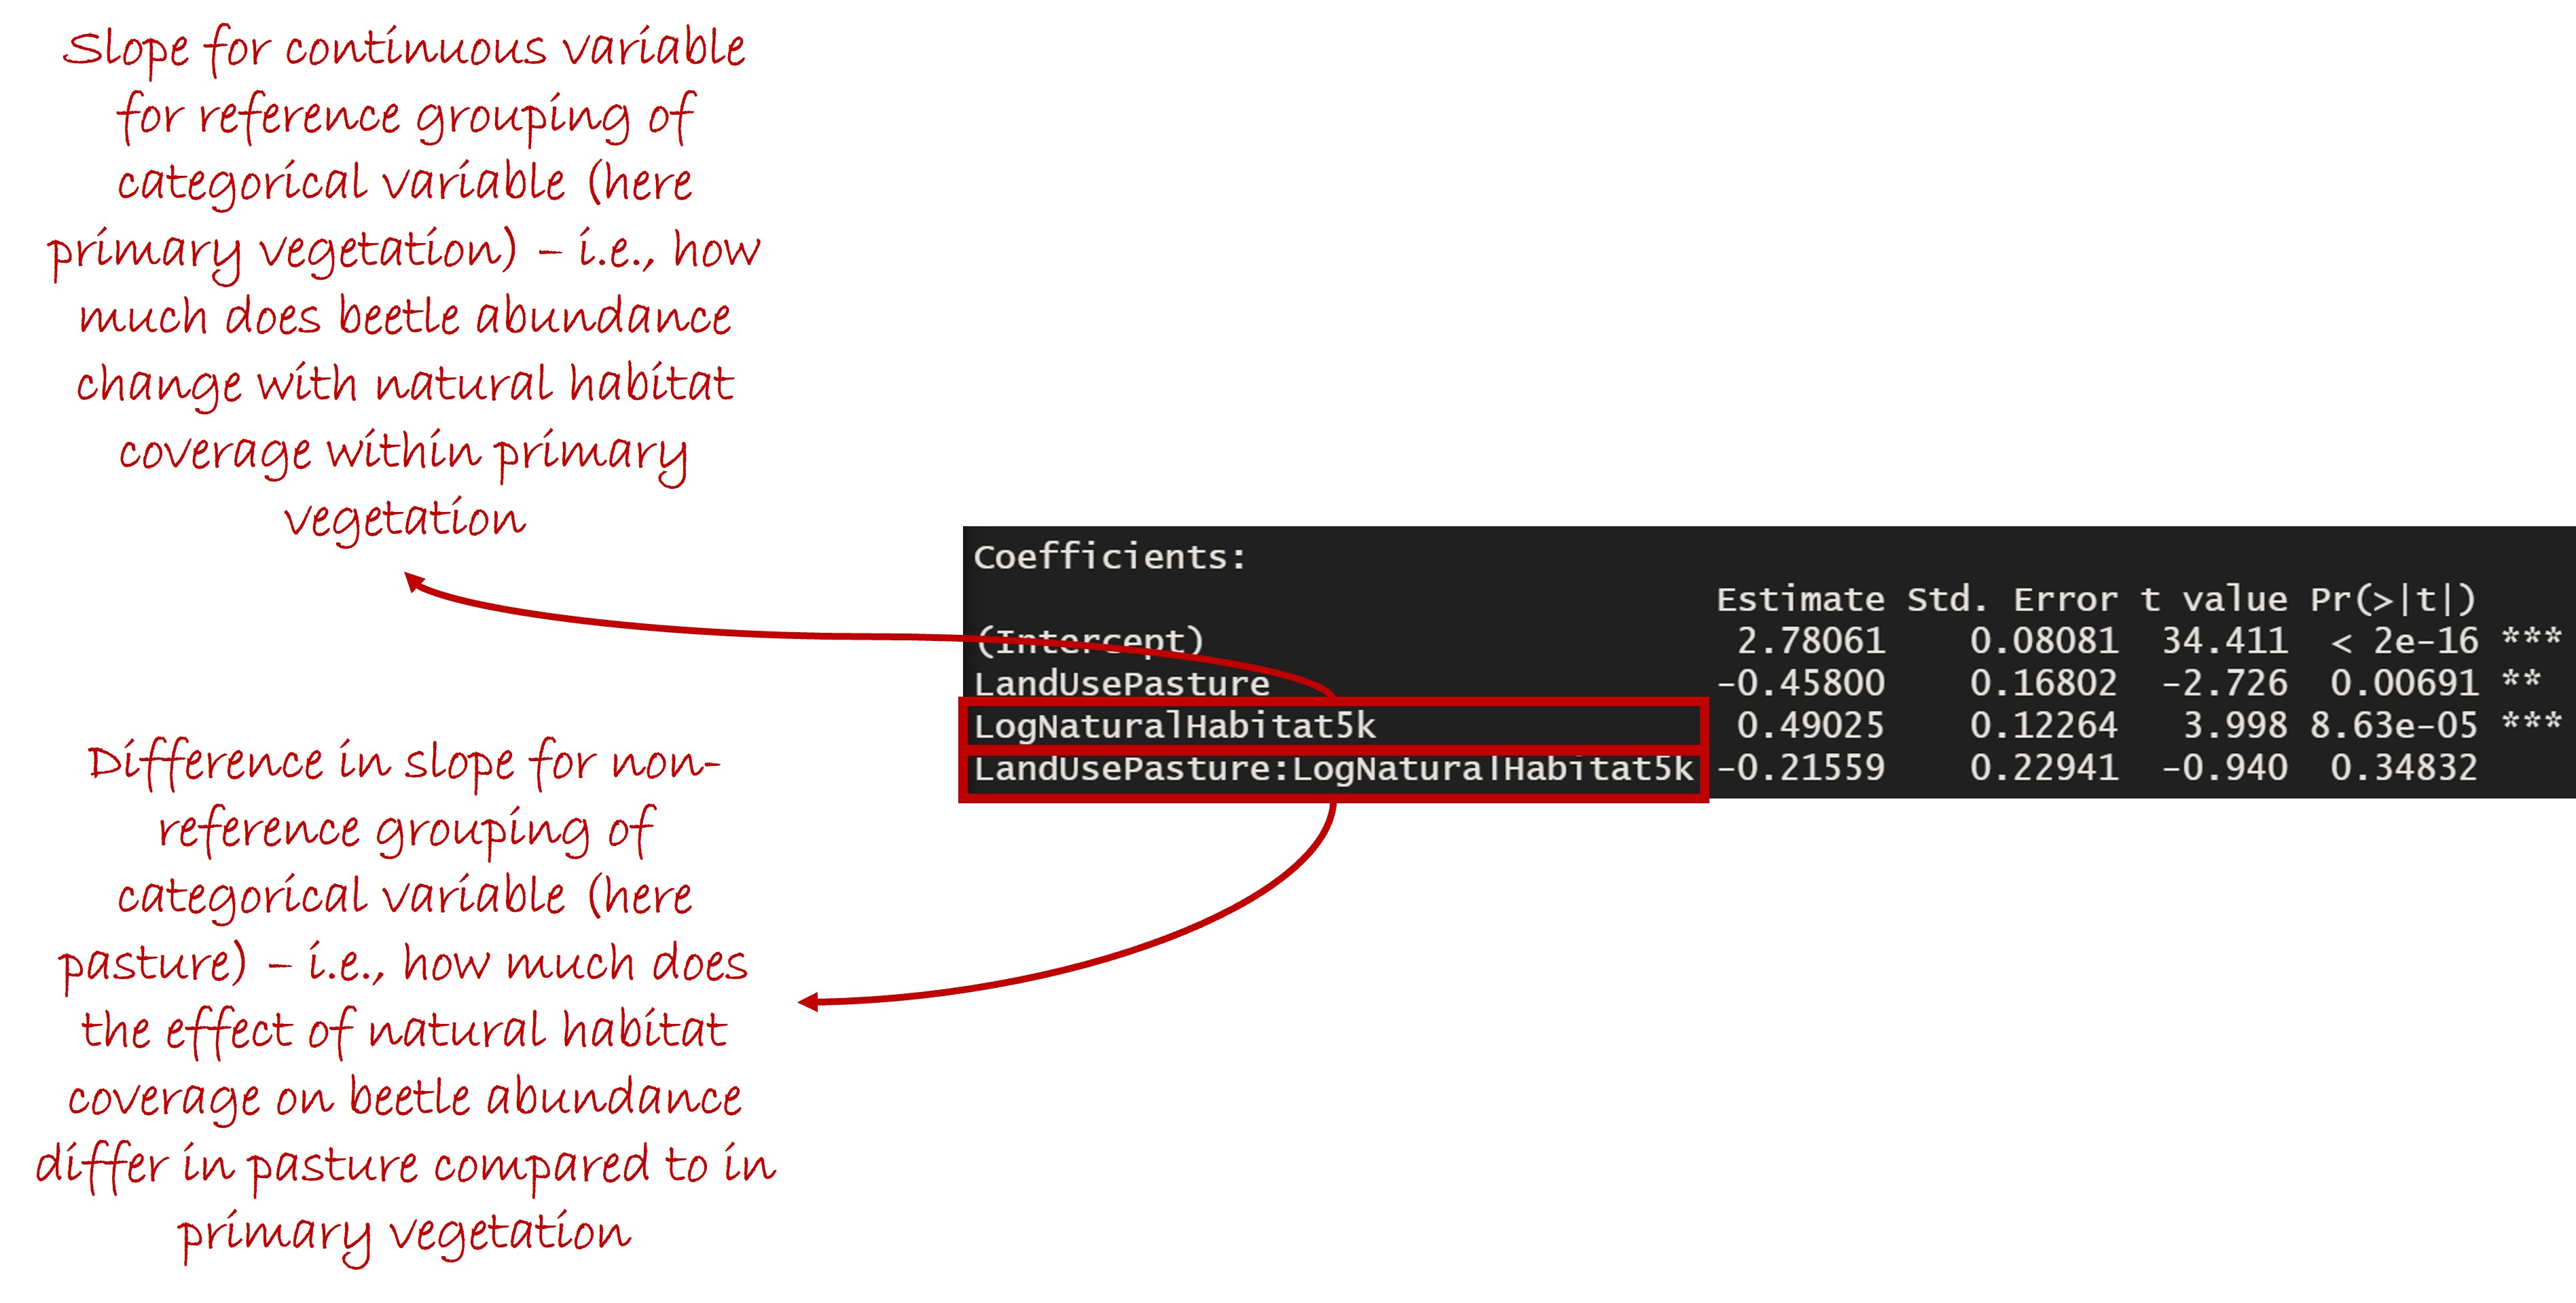 Slope for continuous variable
for reference grouping of
categorical variable (here
primary vegetation) – i.e., how
much does beetle abundance
change with natural habitat
coverage within primary
vegetation
Difference in slope for non-
reference grouping of
categorical variable (here
pasture) – i.e., how much does
the effect of natural habitat
coverage on beetle abundance
differ in pasture compared to in
primary vegetation
Coefficients:
Estimate Std. Error t value Pr(>|t|)
(Intercept) 2.78061 0.08081 34.411 < 2e-16 ***
LandUsePasture -0.45800 0.16802 -2.726 0.00691 **
LogNaturalHabitat5k 0.49025 0.12264 3.998 8.63e-05 ***
LandUsePasture:LogNaturalHabitat5k -0.21559 0.22941 -0.940 0.34832